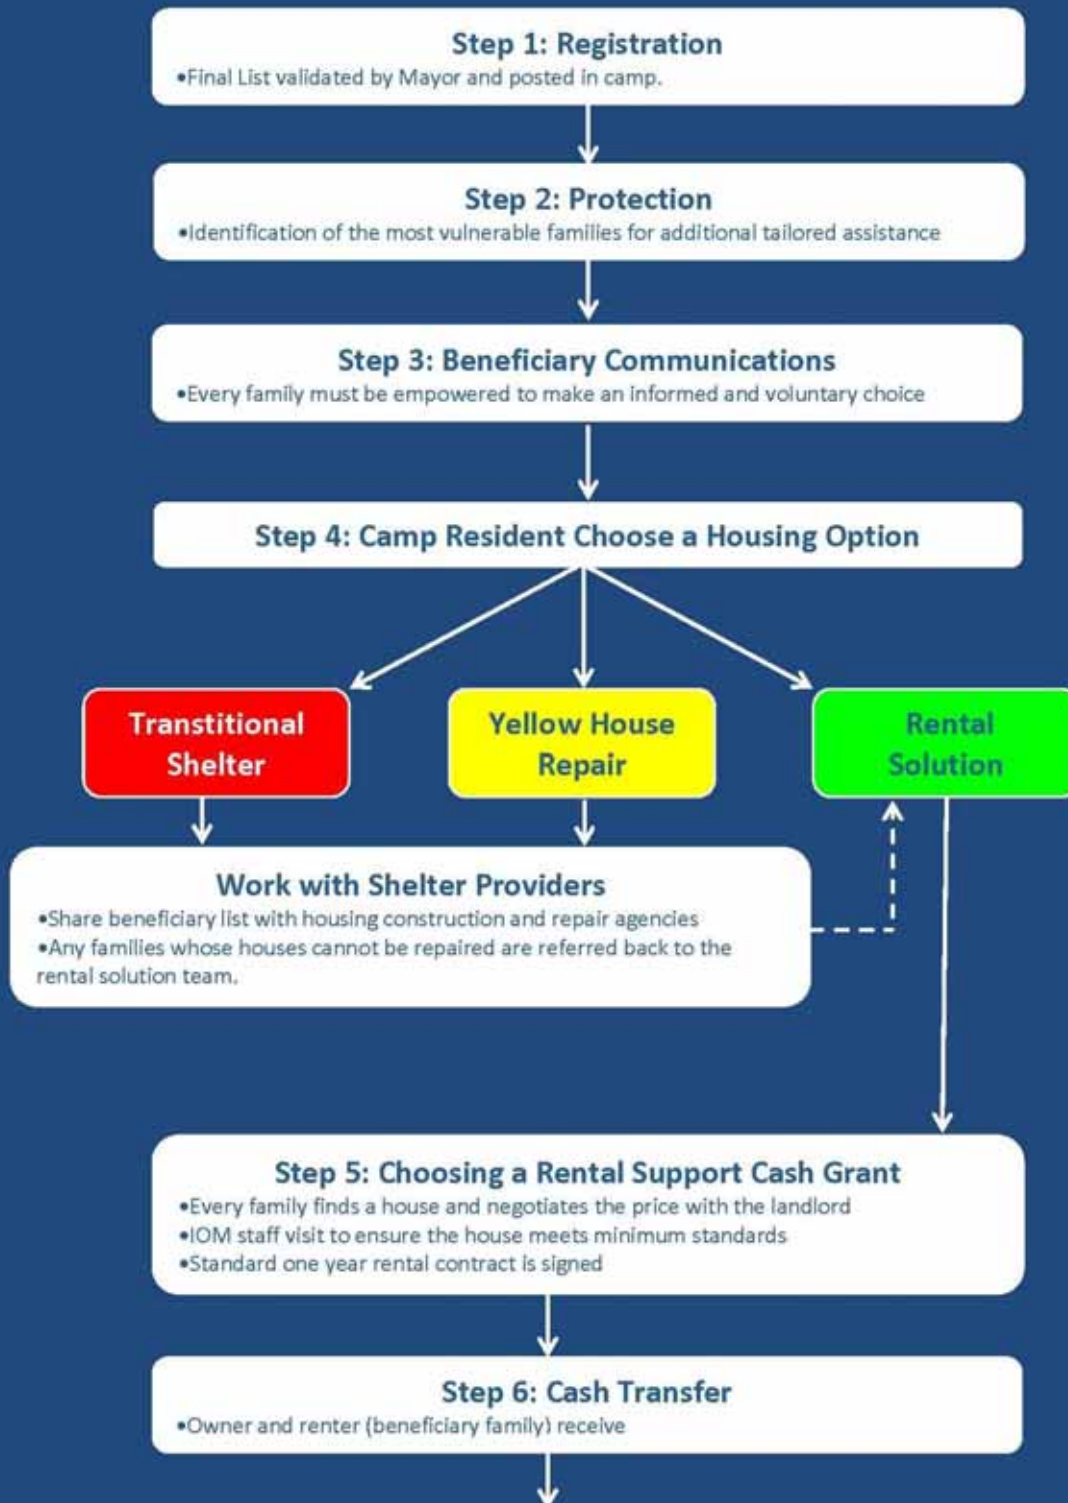 Step 1: Registration
•Final List validated by Mayor and posted in camp.
Step 2: Protection
•Identification of the most vulnerable families for additional tailored assistance
Step 3: Beneficiary Communications
•Every family must be empowered to make an informed and voluntary choice
Step 4: Camp Resident Choose a Housing Option
Transtitional
Shelter
Yellow House
Repair
Rental
Solution
Work with Shelter Providers
•Share beneficiary list with housing construction and repair agencies
•Any families whose houses cannot be repaired are referred back to the
rental solution team.
Step 5: Choosing a Rental Support Cash Grant
•Every family finds a house and negotiates the price with the landlord
•IOM staff visit to ensure the house meets minimum standards
•Standard one year rental contract is signed
Step 6: Cash Transfer
•Owner and renter (beneficiary family) receive